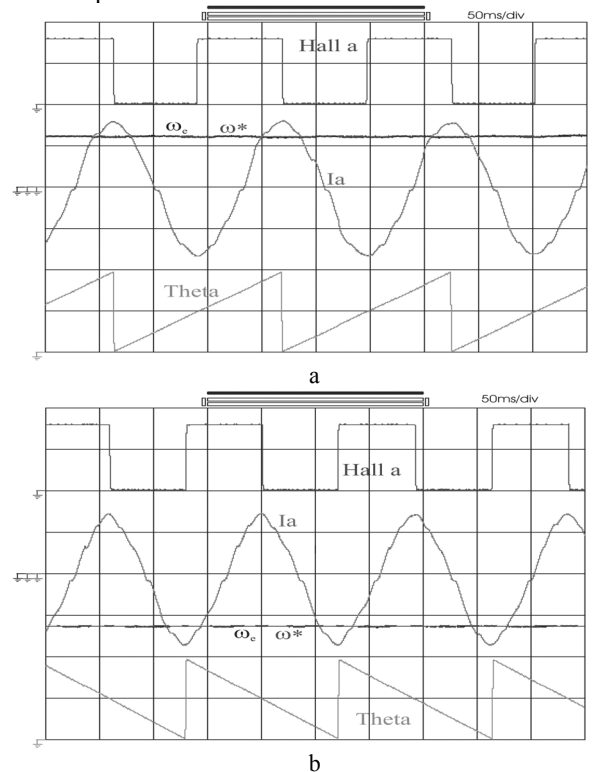 50ms/div
Hall a
ωe ω*
Ia
Theta
a
50ms/div
Hall a
Ia
ωe ω*
Theta
b